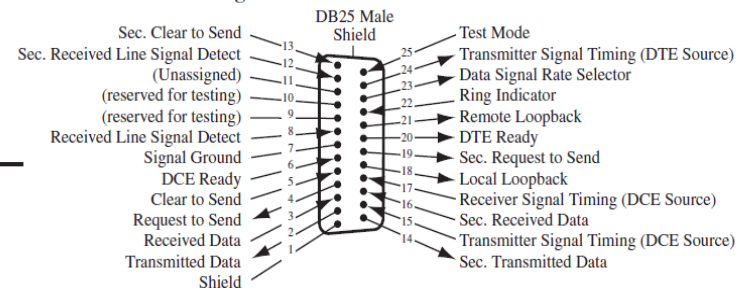 DB25 Male
Shield
Sec. Clear to Send 13
Sec. Received Line Signal Detect 12
(Unassigned) 11
(reserved for testing) 10
(reserved for testing) 9
Received Line Signal Detect 8
Signal Ground 7
DCE Ready 6
Clear to Send 5
Request to Send 4
Received Data 3
Transmitted Data 2
Shield 1
25 Test Mode
24 Transmitter Signal Timing (DTE Source)
23 Data Signal Rate Selector
22 Ring Indicator
21 Remote Loopback
20 DTE Ready
19 Sec. Request to Send
18 Local Loopback
17 Receiver Signal Timing (DCE Source)
16 Sec. Received Data
15 Transmitter Signal Timing (DCE Source)
14 Sec. Transmitted Data